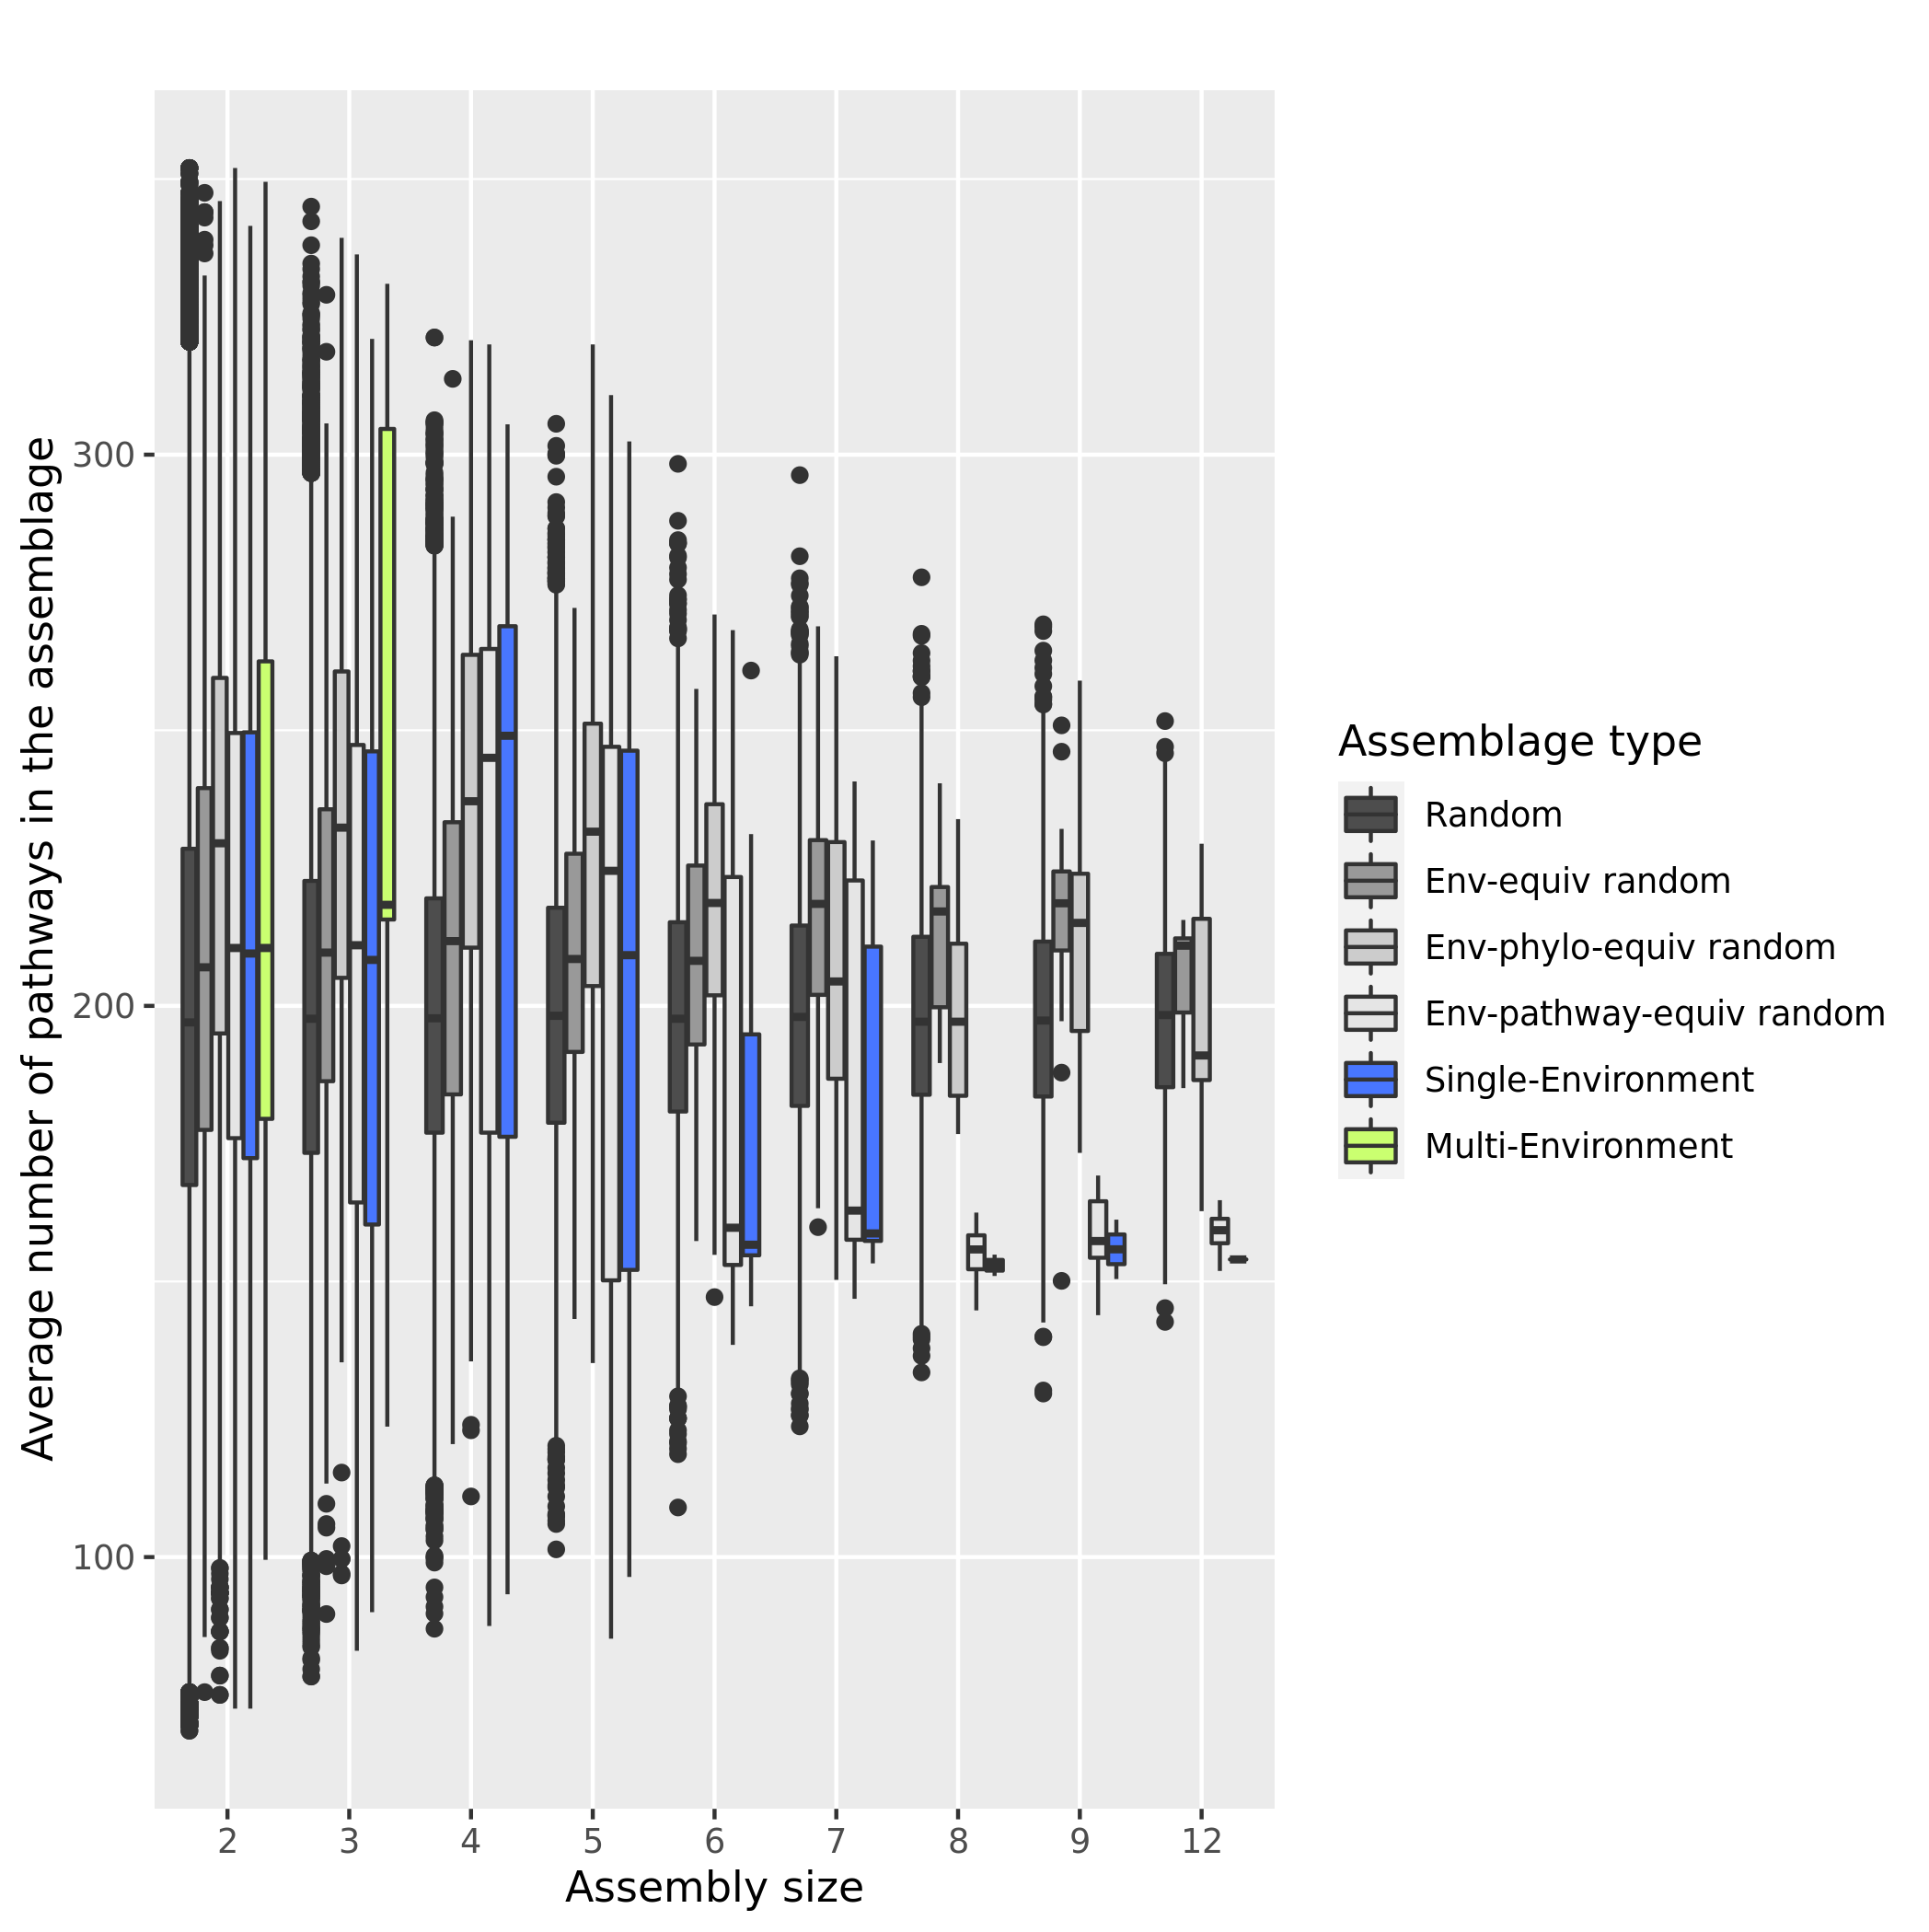 Average number of pathways in the assemblage
300
200
100
2 3 4 5 6 7 8 9 12
Assembly size
Assemblage type
Random
Env-equiv random
Env-phylo-equiv random
Env-pathway-equiv random
Single-Environment
Multi-Environment